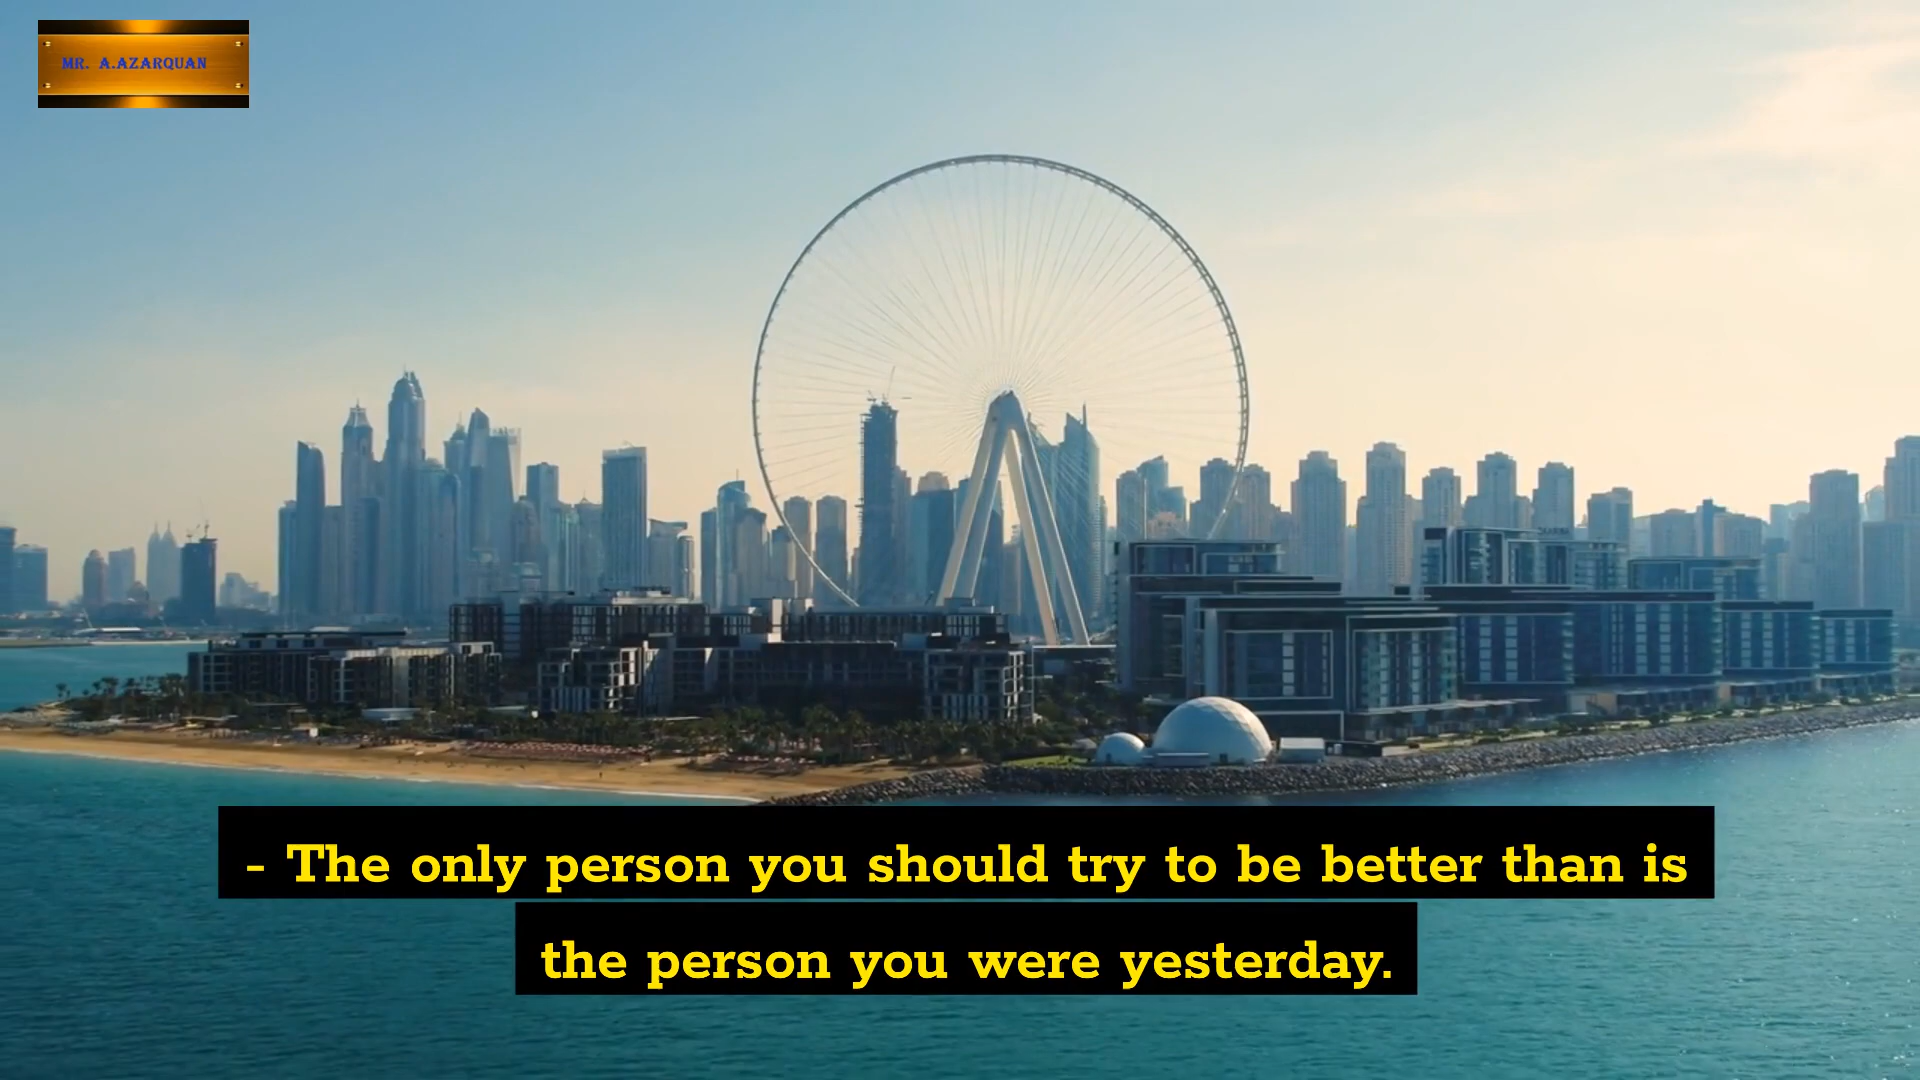 MR. A.AZARQUAN
- The only person you should try to be better than is
the person you were yesterday.